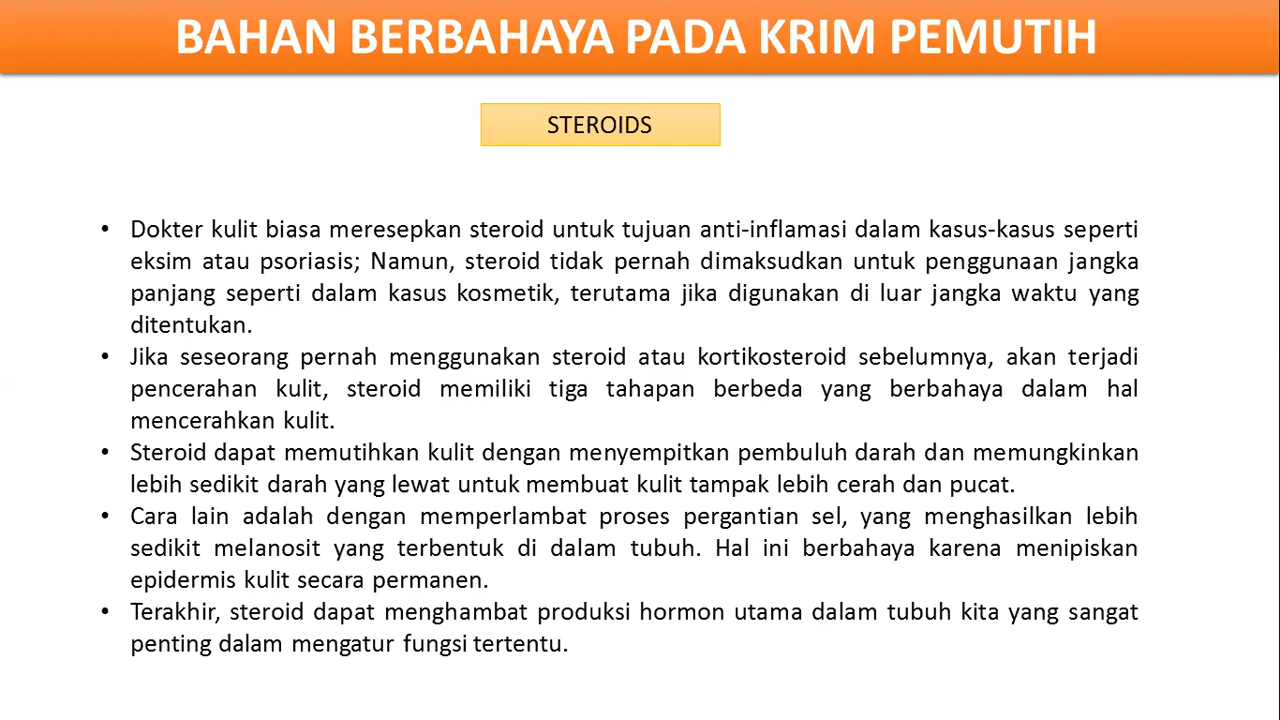 BAHAN BERBAHAYA PADA KRIM PEMUTIH
STEROIDS
• Dokter kulit biasa meresepkan steroid untuk tujuan anti-inflamasi dalam kasus-kasus seperti
eksim atau psoriasis; Namun, steroid tidak pernah dimaksudkan untuk penggunaan jangka
panjang seperti dalam kasus kosmetik, terutama jika digunakan di luar jangka waktu yang
ditentukan.
• Jika seseorang pernah menggunakan steroid atau kortikosteroid sebelumnya, akan terjadi
pencerahan kulit, steroid memiliki tiga tahapan berbeda yang berbahaya dalam hal
mencerahkan kulit.
• Steroid dapat memutihkan kulit dengan menyempitkan pembuluh darah dan memungkinkan
lebih sedikit darah yang lewat untuk membuat kulit tampak lebih cerah dan pucat.
• Cara lain adalah dengan memperlambat proses pergantian sel, yang menghasilkan lebih
sedikit melanosit yang terbentuk di dalam tubuh. Hal ini berbahaya karena menipiskan
epidermis kulit secara permanen.
• Terakhir, steroid dapat menghambat produksi hormon utama dalam tubuh kita yang sangat
penting dalam mengatur fungsi tertentu.